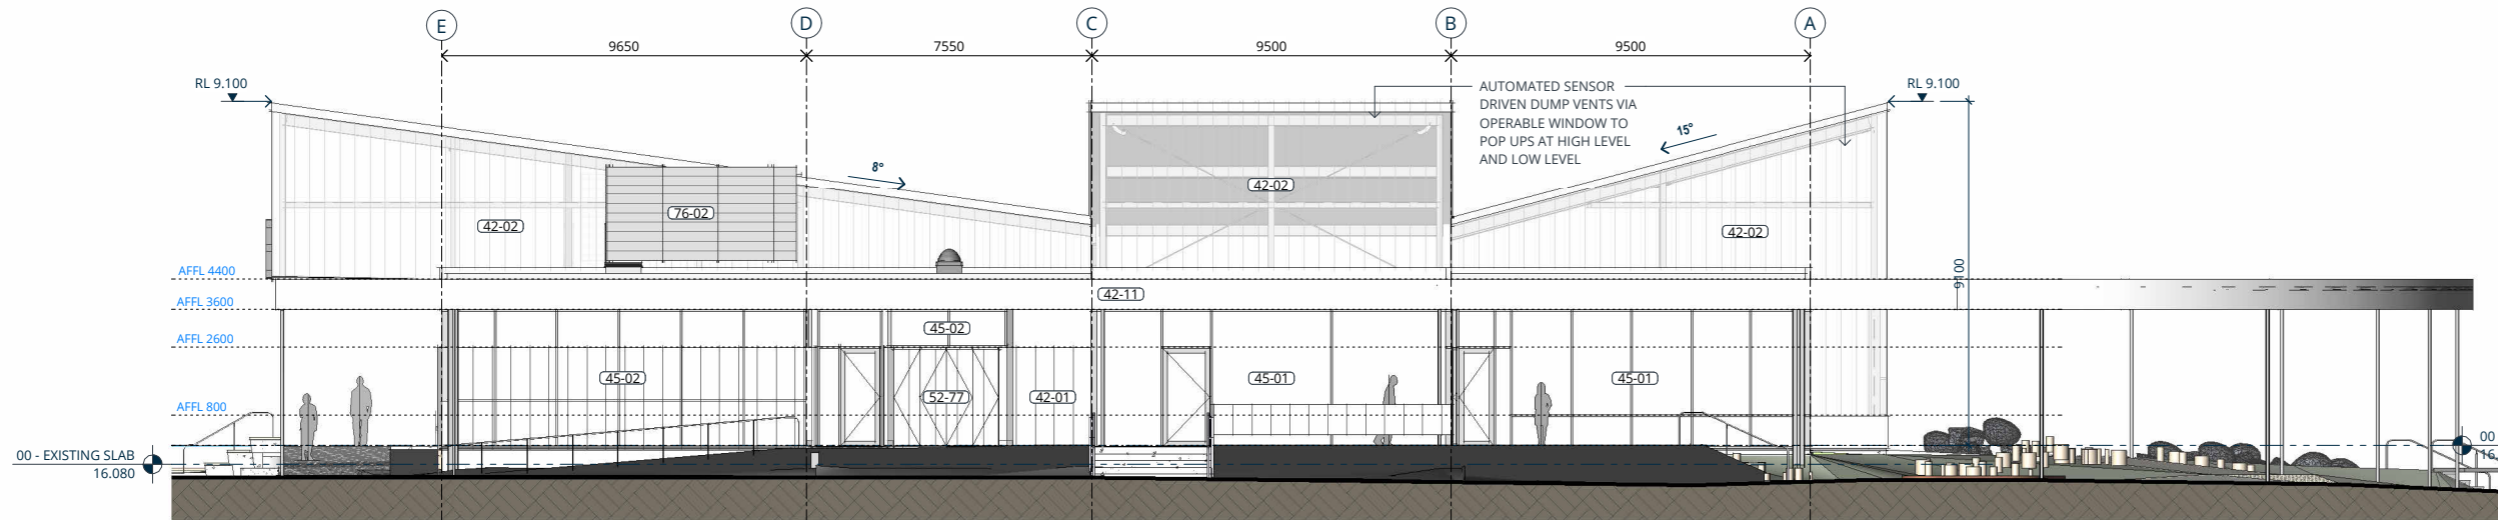 E
D
C
B
A
9650
7550
9500
9500
RL 9.100
RL 9.100
AUTOMATED SENSOR
DRIVEN DUMP VENTS VIA
OPERABLE WINDOW TO
POP UPS AT HIGH LEVEL
AND LOW LEVEL
15°
8°
42-02
76-02
42-02
42-02
AFFL 4400
9100
42-11
AFFL 3600
45-02
AFFL 2600
45-02
45-01
45-01
52-77
42-01
AFFL 800
00 - EXISTING SLAB
16.080
00
16.